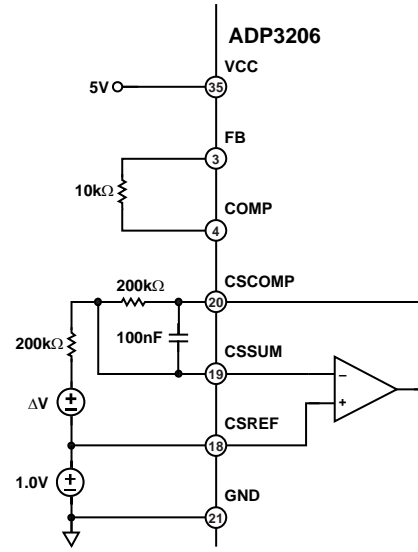 ADP3206
VCC
5V
35
FB
3
10kΩ
COMP
4
200kΩ
CSCOMP
20
200kΩ
100nF
CSSUM
19
−
ΔV
+
CSREF
18
1.0V
GND
21